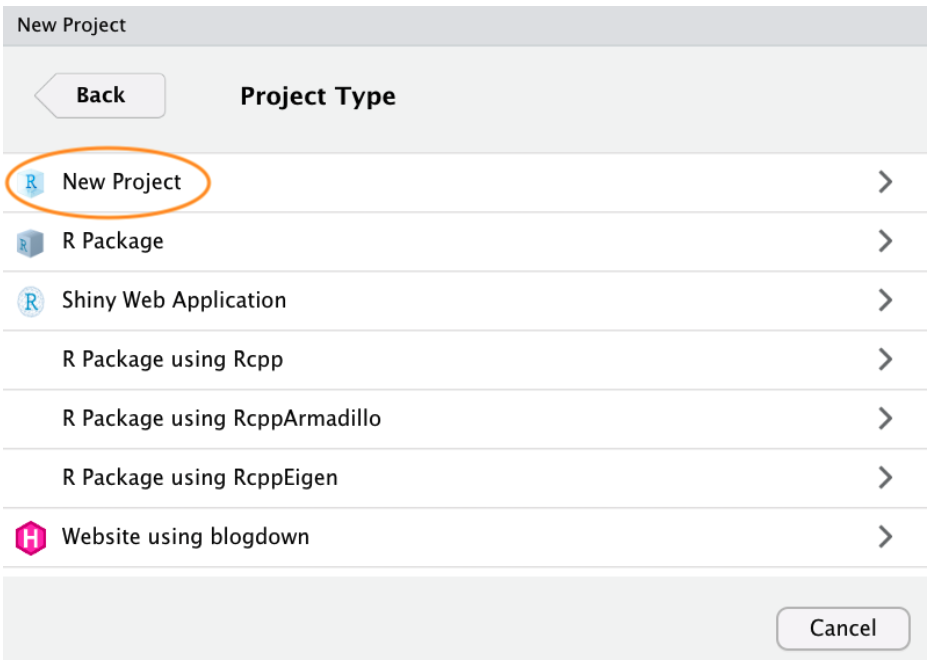 New Project
Back
Project Type
R New Project
R R Package
R Shiny Web Application
R Package using Rcpp
R Package using RcppArmadillo
R Package using RcppEigen
H Website using blogdown
Cancel